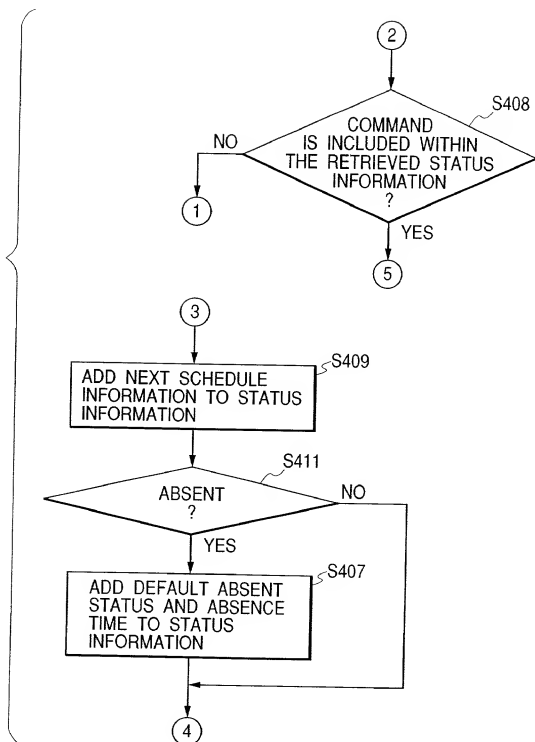 2
S408
COMMAND
IS INCLUDED WITHIN
THE RETRIEVED STATUS
INFORMATION
?
NO
1
YES
5
3
S409
ADD NEXT SCHEDULE
INFORMATION TO STATUS
INFORMATION
S411
ABSENT
?
NO
YES
S407
ADD DEFAULT ABSENT
STATUS AND ABSENCE
TIME TO STATUS
INFORMATION
4